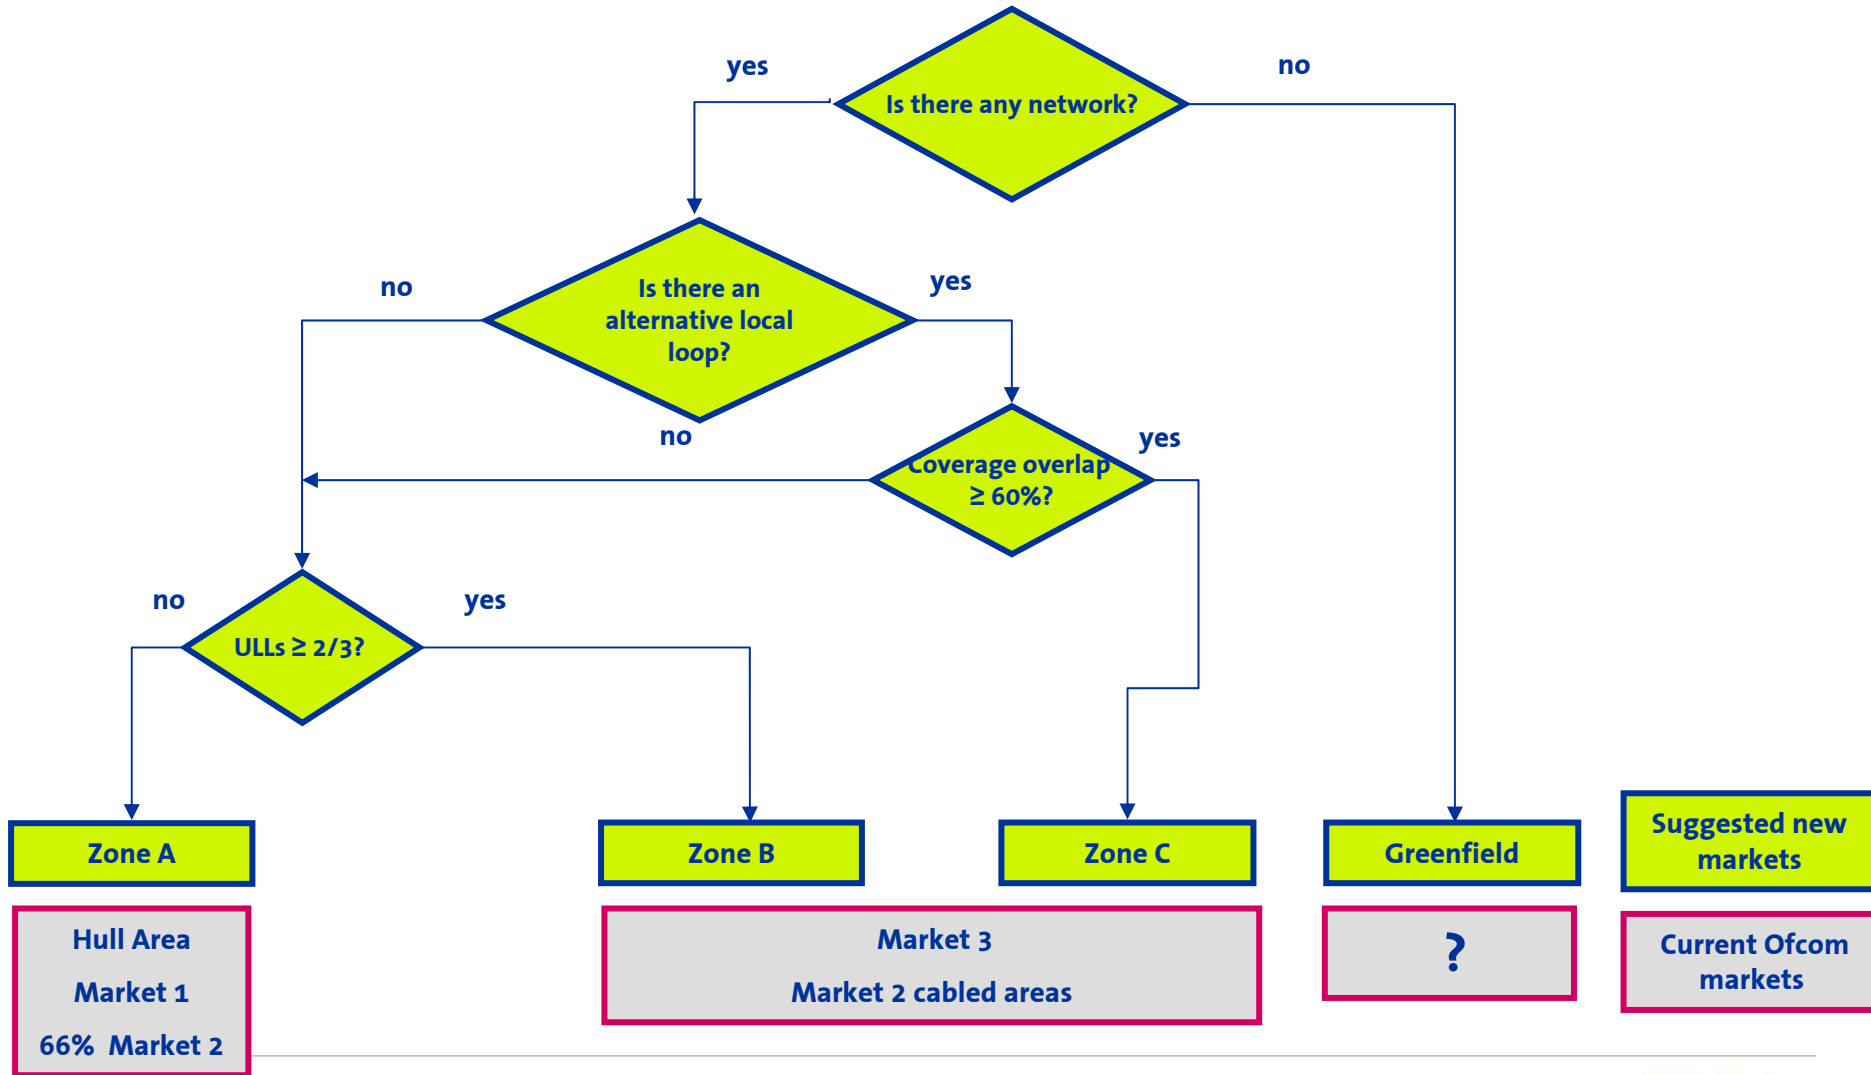 yes
no
Is there any network?
no
yes
Is there an
alternative local
loop?
no
yes
Coverage overlap
≥ 60%?
no
yes
ULLs ≥ 2/3?
Zone A
Zone B
Zone C
Greenfield
Suggested new
markets
Hull Area
Market 1
66% Market 2
Market 3
Market 2 cabled areas
?
Current Ofcom
markets